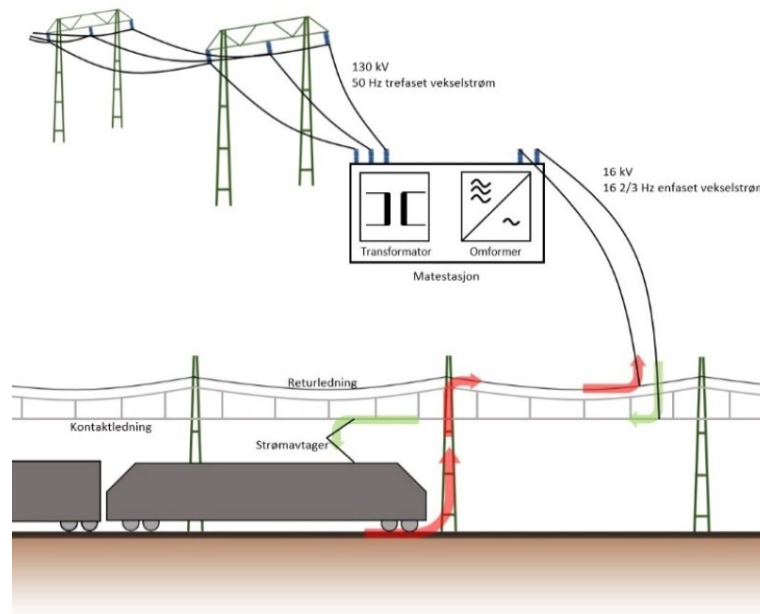 130 kV
50 Hz trefaset vekselstrøm
16 kV
16 2/3 Hz enfaset vekselstrøm
Transformator
Omformer
Matestasjon
Returledning
Kontaktledning
Strømavtager